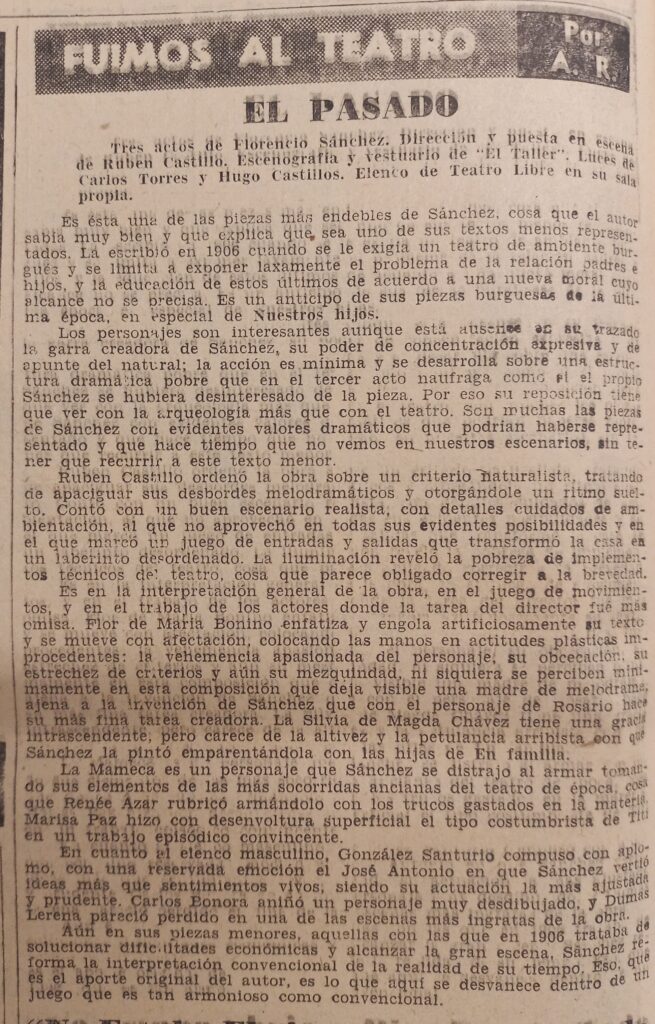 FUIMOS AL TEATRO
Por
A. R.
EL PASADO
Tres actos de Florencio Sánchez. Dirección y puesta en escena
de Ruben Castillo. Escenografía y vestuario de "El Taller". Luces de
Carlos Torres y Hugo Castillos. Elenco de Teatro Libre en su sala
propia.
Es ésta una de las piezas más endebles de Sánchez, cosa que el autor
sabía muy bien y que explica que sea uno de sus textos menos represen-
tados. La escribió en 1906 cuando se le exigía un teatro de ambiente bur-
gués y se limita a exponer laxamente el problema de la relación padres e
hijos, y la educación de estos últimos de acuerdo a una nueva moral cuyo
alcance no se precisa. Es un anticipo de sus piezas burguesas de la últi-
ma época, en especial de Nuestros hijos.
Los personajes son interesantes aunque está ausente en su trazado
la garra creadora de Sánchez, su poder de concentración expresiva y de
apunte del natural; la acción es mínima y se desarrolla sobre una estruc-
tura dramática pobre que en el tercer acto naufraga como si el propio
Sánchez se hubiera desinteresado de la pieza. Por eso su reposición tiene
que ver con la arqueología más que con el teatro. Son muchas las piezas
de Sánchez con evidentes valores dramáticos que podrían haberse repre-
sentado y que hace tiempo que no vemos en nuestros escenarios, sin te-
ner que recurrir a este texto menor.
Ruben Castillo ordenó la obra sobre un criterio naturalista, tratando
de apaciguar sus desbordes melodramáticos y otorgándole un ritmo suel-
to. Contó con un buen escenario realista, con detalles cuidados de am-
bientación, al que no aprovechó en todas sus evidentes posibilidades y en
el que marcó un juego de entradas y salidas que transformó la casa en
un laberinto desordenado. La iluminación reveló la pobreza de implemen-
tos técnicos del teatro, cosa que parece obligado corregir a la brevedad.
Es en la interpretación general de la obra, en el juego de movimien-
tos, y en el trabajo de los actores donde la tarea del director fué más
omisa. Flor de María Bonino enfatiza y engola artificiosamente su texto
y se mueve con afectación, colocando las manos en actitudes plásticas im-
procedentes: la vehemencia apasionada del personaje, su obcecación, su
estrechez de criterios y aún su mezquindad, ni siquiera se perciben míni-
mamente en esta composición que deja visible una madre de melodrama,
ajena a la invención de Sánchez que con el personaje de Rosario hace
su más fina tarea creadora. La Silvia de Magda Chávez tiene una gracia
intrascendente, pero carece de la altivez y la petulancia arribista con que
Sánchez la pintó emparentándola con las hijas de En familia.
La Mameca es un personaje que Sánchez se distrajo al armar toman-
do sus elementos de las más socorridas ancianas del teatro de época, cosa
que Renée Azar rubricó armándolo con los trucos gastados en la materia.
Marisa Paz hizo con desenvoltura superficial el tipo costumbrista de Titi
en un trabajo episódico convincente.
En cuanto al elenco masculino, González Santurio compuso con aplo-
mo, con una reservada emoción el José Antonio en que Sánchez vertió
ideas más que sentimientos vivos, siendo su actuación la más ajustada
y prudente. Carlos Bonora aniñó un personaje muy desdibujado, y Dumas
Lerena pareció perdido en una de las escenas más ingratas de la obra.
Aún en sus piezas menores, aquellas con las que en 1906 trataba de
solucionar dificultades económicas y alcanzar la gran escena, Sánchez re-
forma la interpretación convencional de la realidad de su tiempo. Eso, que
es el aporte original del autor, es lo que aquí se desvanece dentro de un
juego que es tan armonioso como convencional.